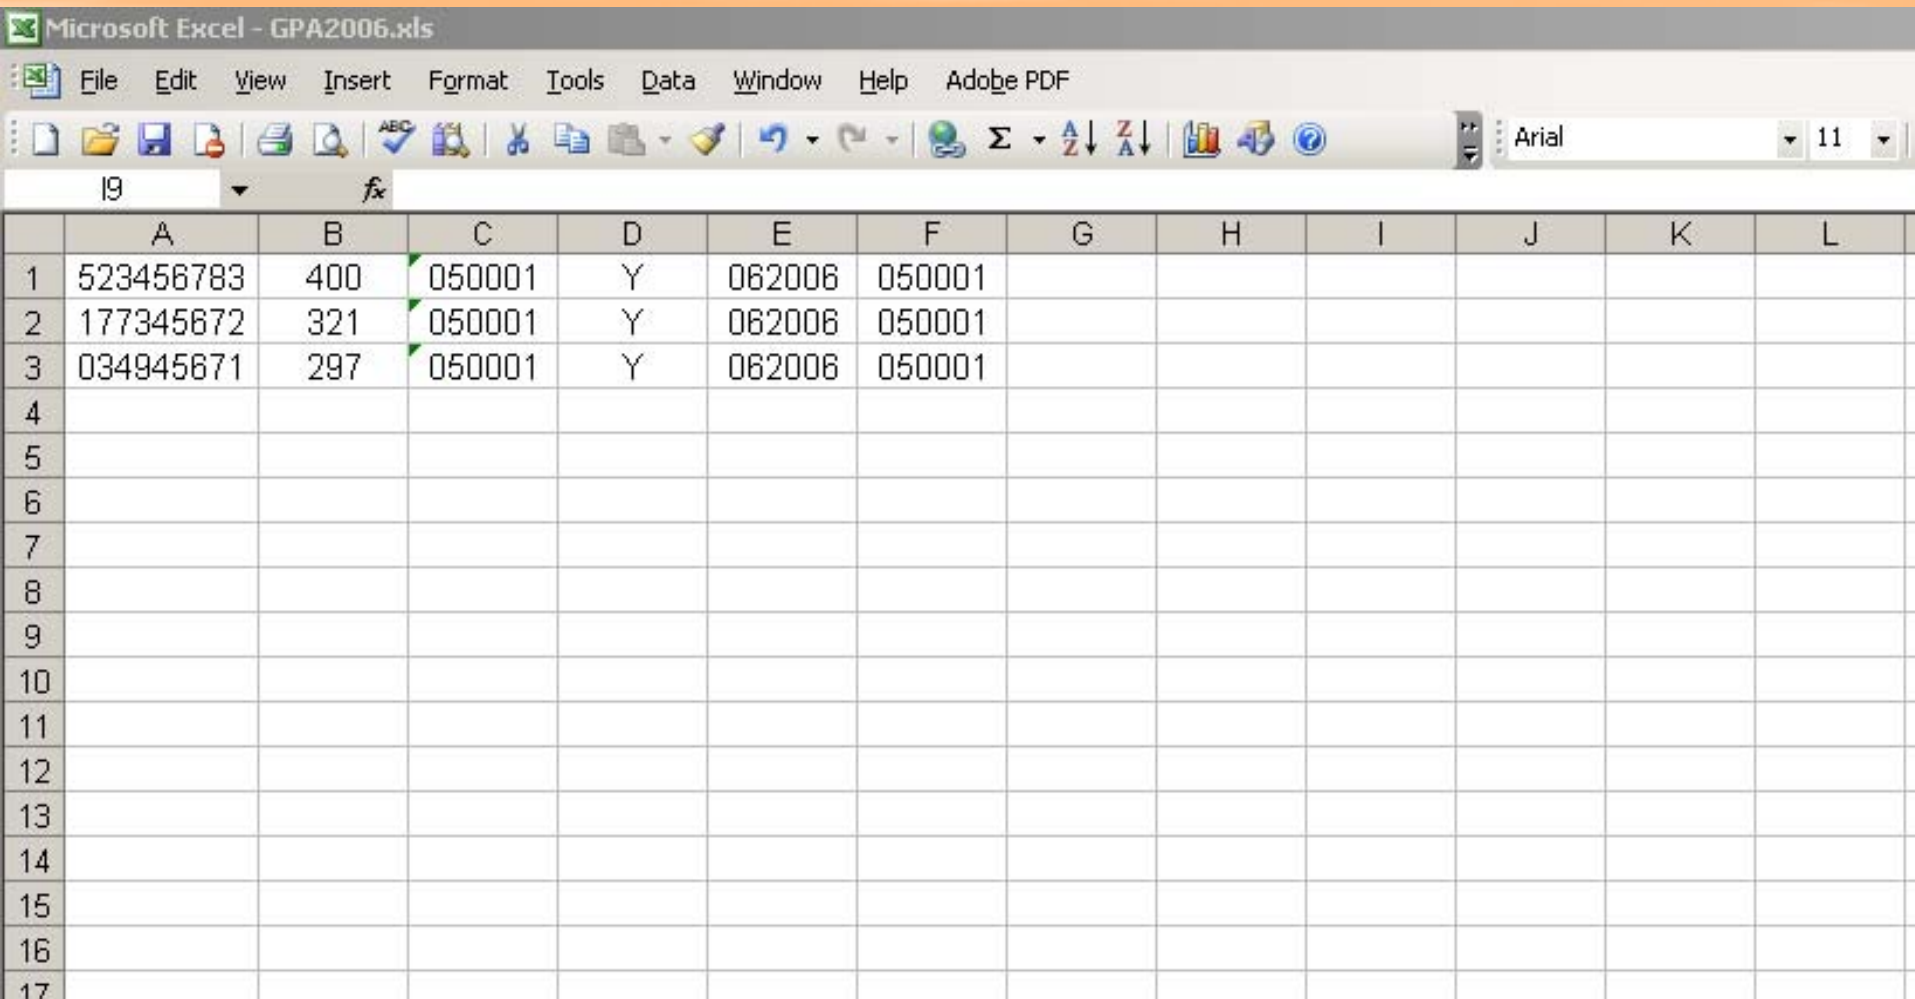 Microsoft Excel - GPA2006.xls
File Edit View Insert Format Tools Data Window Help Adobe PDF
ABC Σ A Z Z A ? Arial 11
I9 fx
A B C D E F G H I J K L
1 523456783 400 050001 Y 062006 050001
2 177345672 321 050001 Y 062006 050001
3 034945671 297 050001 Y 062006 050001
4
5
6
7
8
9
10
11
12
13
14
15
16
17